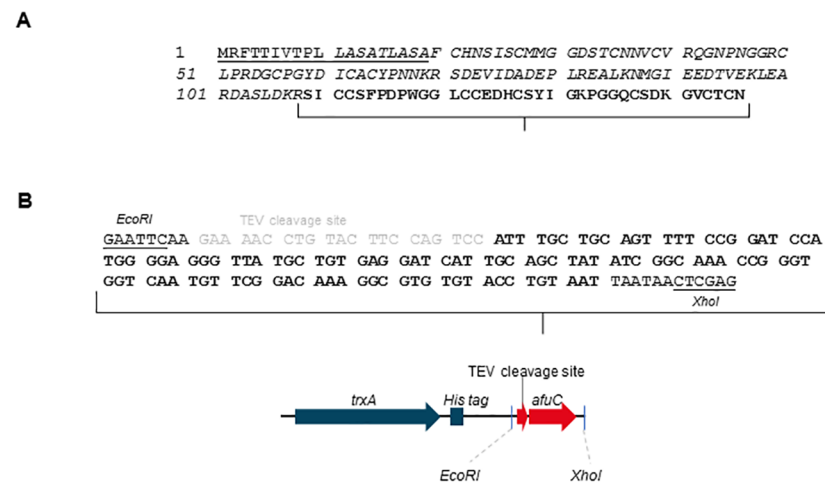 A
1 MRFTTIVTPL LASATLASAF CHNSISCMMG GDSTCNNVCV RQGNPNGGRC
51 LPRDGCPGYD ICACYPNNKR SDEVIDADEP LREALKNMGI EEDTVEKLEA
101 RDASLDKRSI CCSFPDPWGG LCCEDHCSYI GKPGGQCSDK GVCTCN
B
EcoRI TEV cleavage site
GAATTCAA GAA AAC CTG TAC TTC CAG TCC ATT TGC TGC AGT TTT CCG GAT CCA
TGG GGA GGG TTA TGC TGT GAG GAT CAT TGC AGC TAT ATC GGC AAA CCG GGT
GGT CAA TGT TCG GAC AAA GGC GTG TGT ACC TGT AAT TAATAACTCGAG
XhoI
TEV cleavage site
trxA His tag afuC
EcoRI XhoI